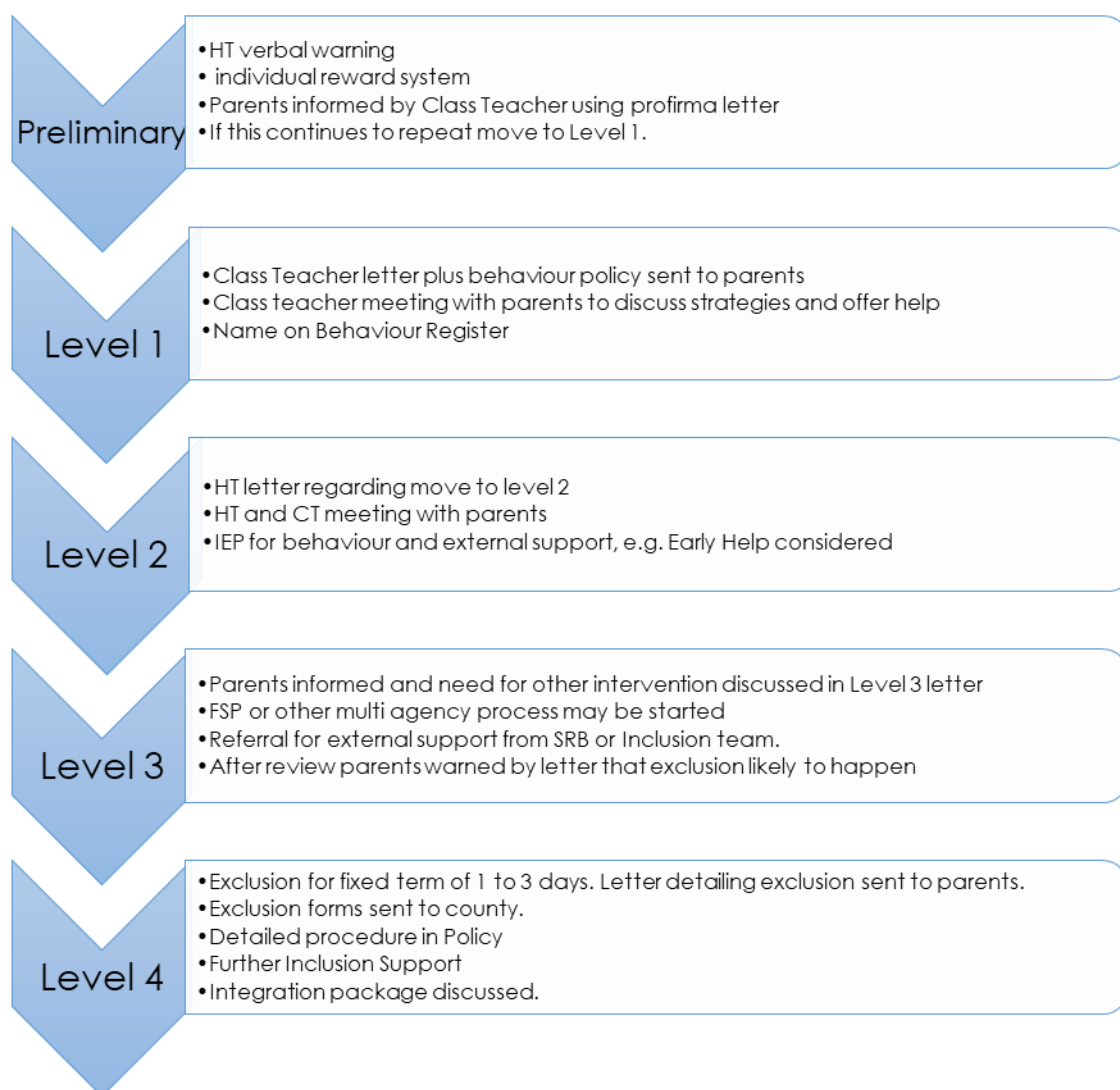 Preliminary
•HT verbal warning
• individual reward system
•Parents informed by Class Teacher using profirma letter
•If this continues to repeat move to Level 1.
Level 1
•Class Teacher letter plus behaviour policy sent to parents
•Class teacher meeting with parents to discuss strategies and offer help
•Name on Behaviour Register
Level 2
•HT letter regarding move to level 2
•HT and CT meeting with parents
•IEP for behaviour and external support, e.g. Early Help considered
Level 3
•Parents informed and need for other intervention discussed in Level 3 letter
•FSP or other multi agency process may be started
•Referral for external support from SRB or Inclusion team.
•After review parents warned by letter that exclusion likely to happen
Level 4
•Exclusion for fixed term of 1 to 3 days. Letter detailing exclusion sent to parents.
•Exclusion forms sent to county.
•Detailed procedure in Policy
•Further Inclusion Support
•Integration package discussed.